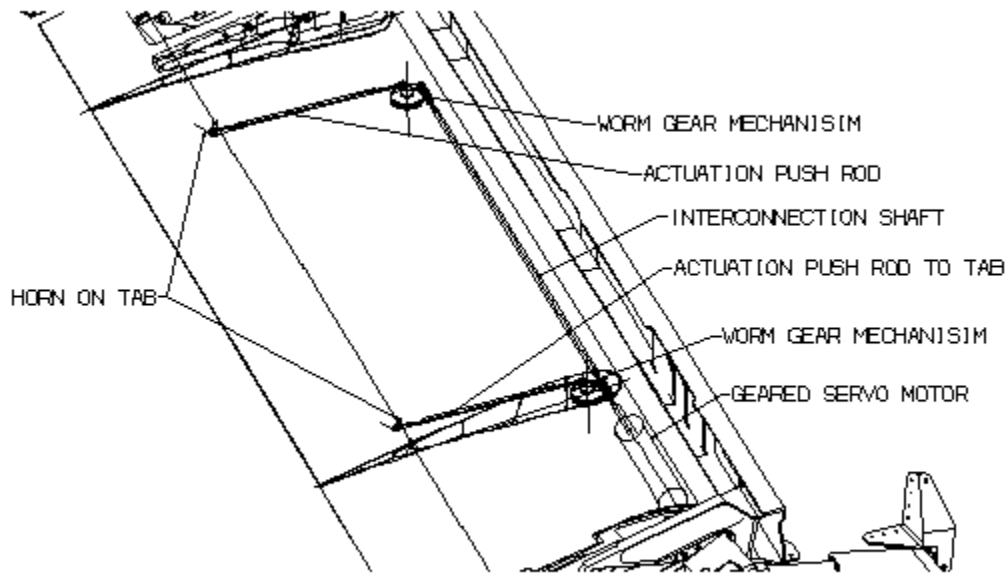 WORM GEAR MECHANISIM
ACTUATION PUSH ROD
INTERCONNECTION SHAFT
ACTUATION PUSH ROD TO TAB
HORN ON TAB
WORM GEAR MECHANISIM
GEARED SERVO MOTOR